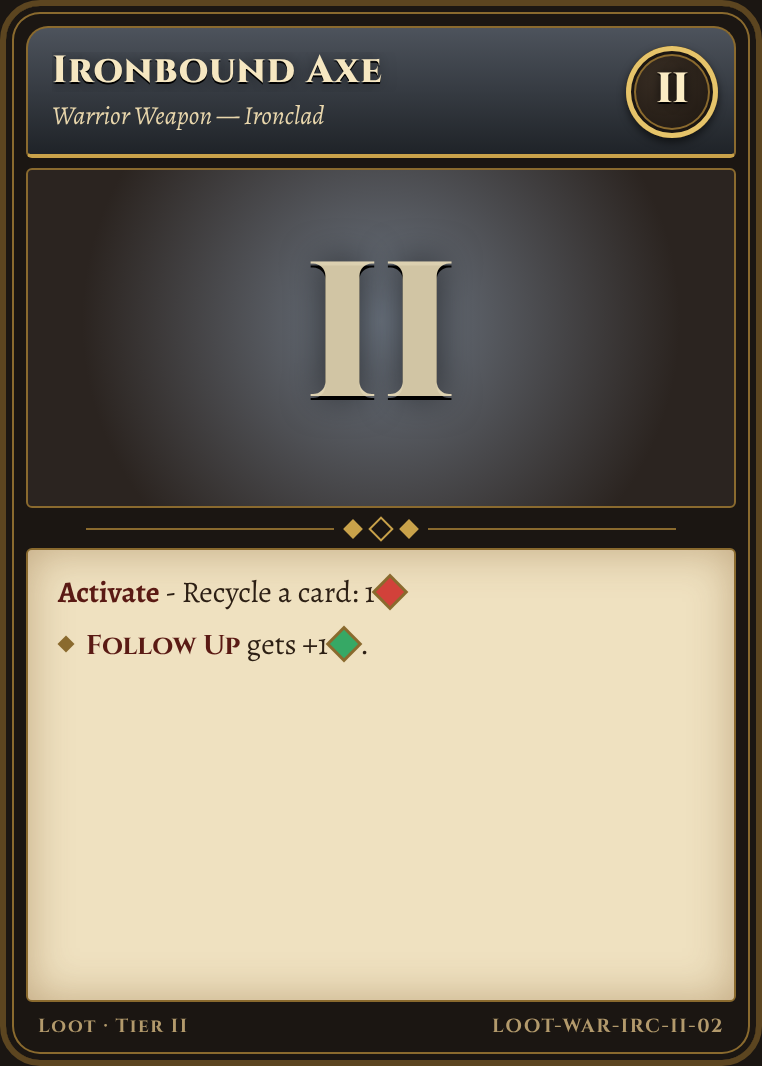 Ironbound Axe
Warrior Weapon — Ironclad
II
II
Activate - Recycle a card: 1
Follow Up gets +1.
Loot · Tier II
LOOT-WAR-IRC-II-02